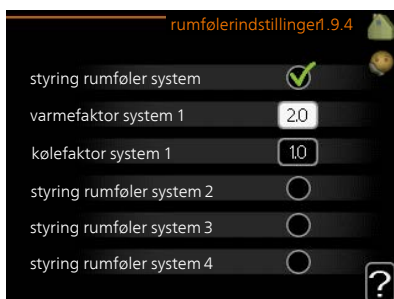 rumfølerindstillinger1.9.4
styring rumføler system
varmefaktor system 1
2.0
kølefaktor system 1
1.0
styring rumføler system 2
styring rumføler system 3
styring rumføler system 4
?